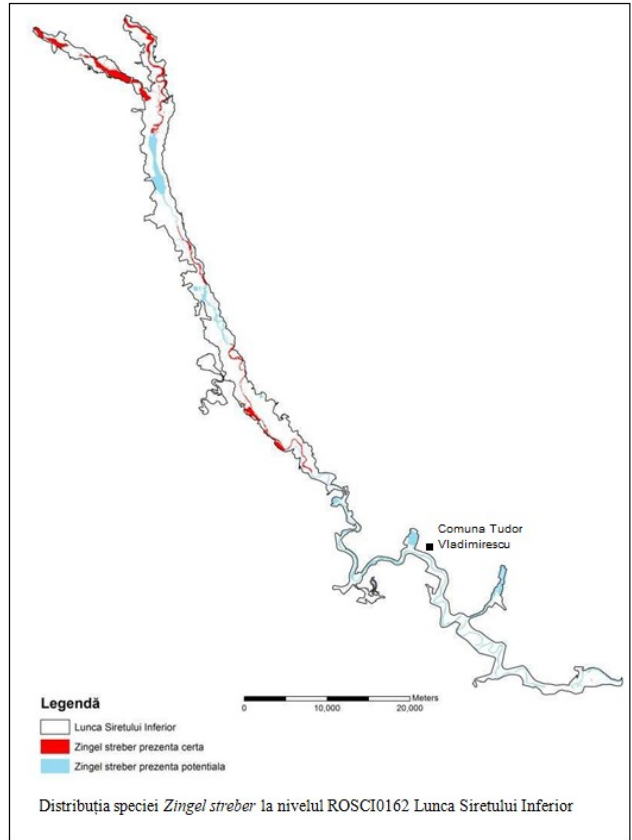 Comuna Tudor
Vladimirescu
Legendă
Lunca Siretului Inferior
Zingel streber prezenta certa
Zingel streber prezenta potentiala
Meters
0 10,000 20,000
Distribuția speciei Zingel streber la nivelul ROSCI0162 Lunca Siretului Inferior